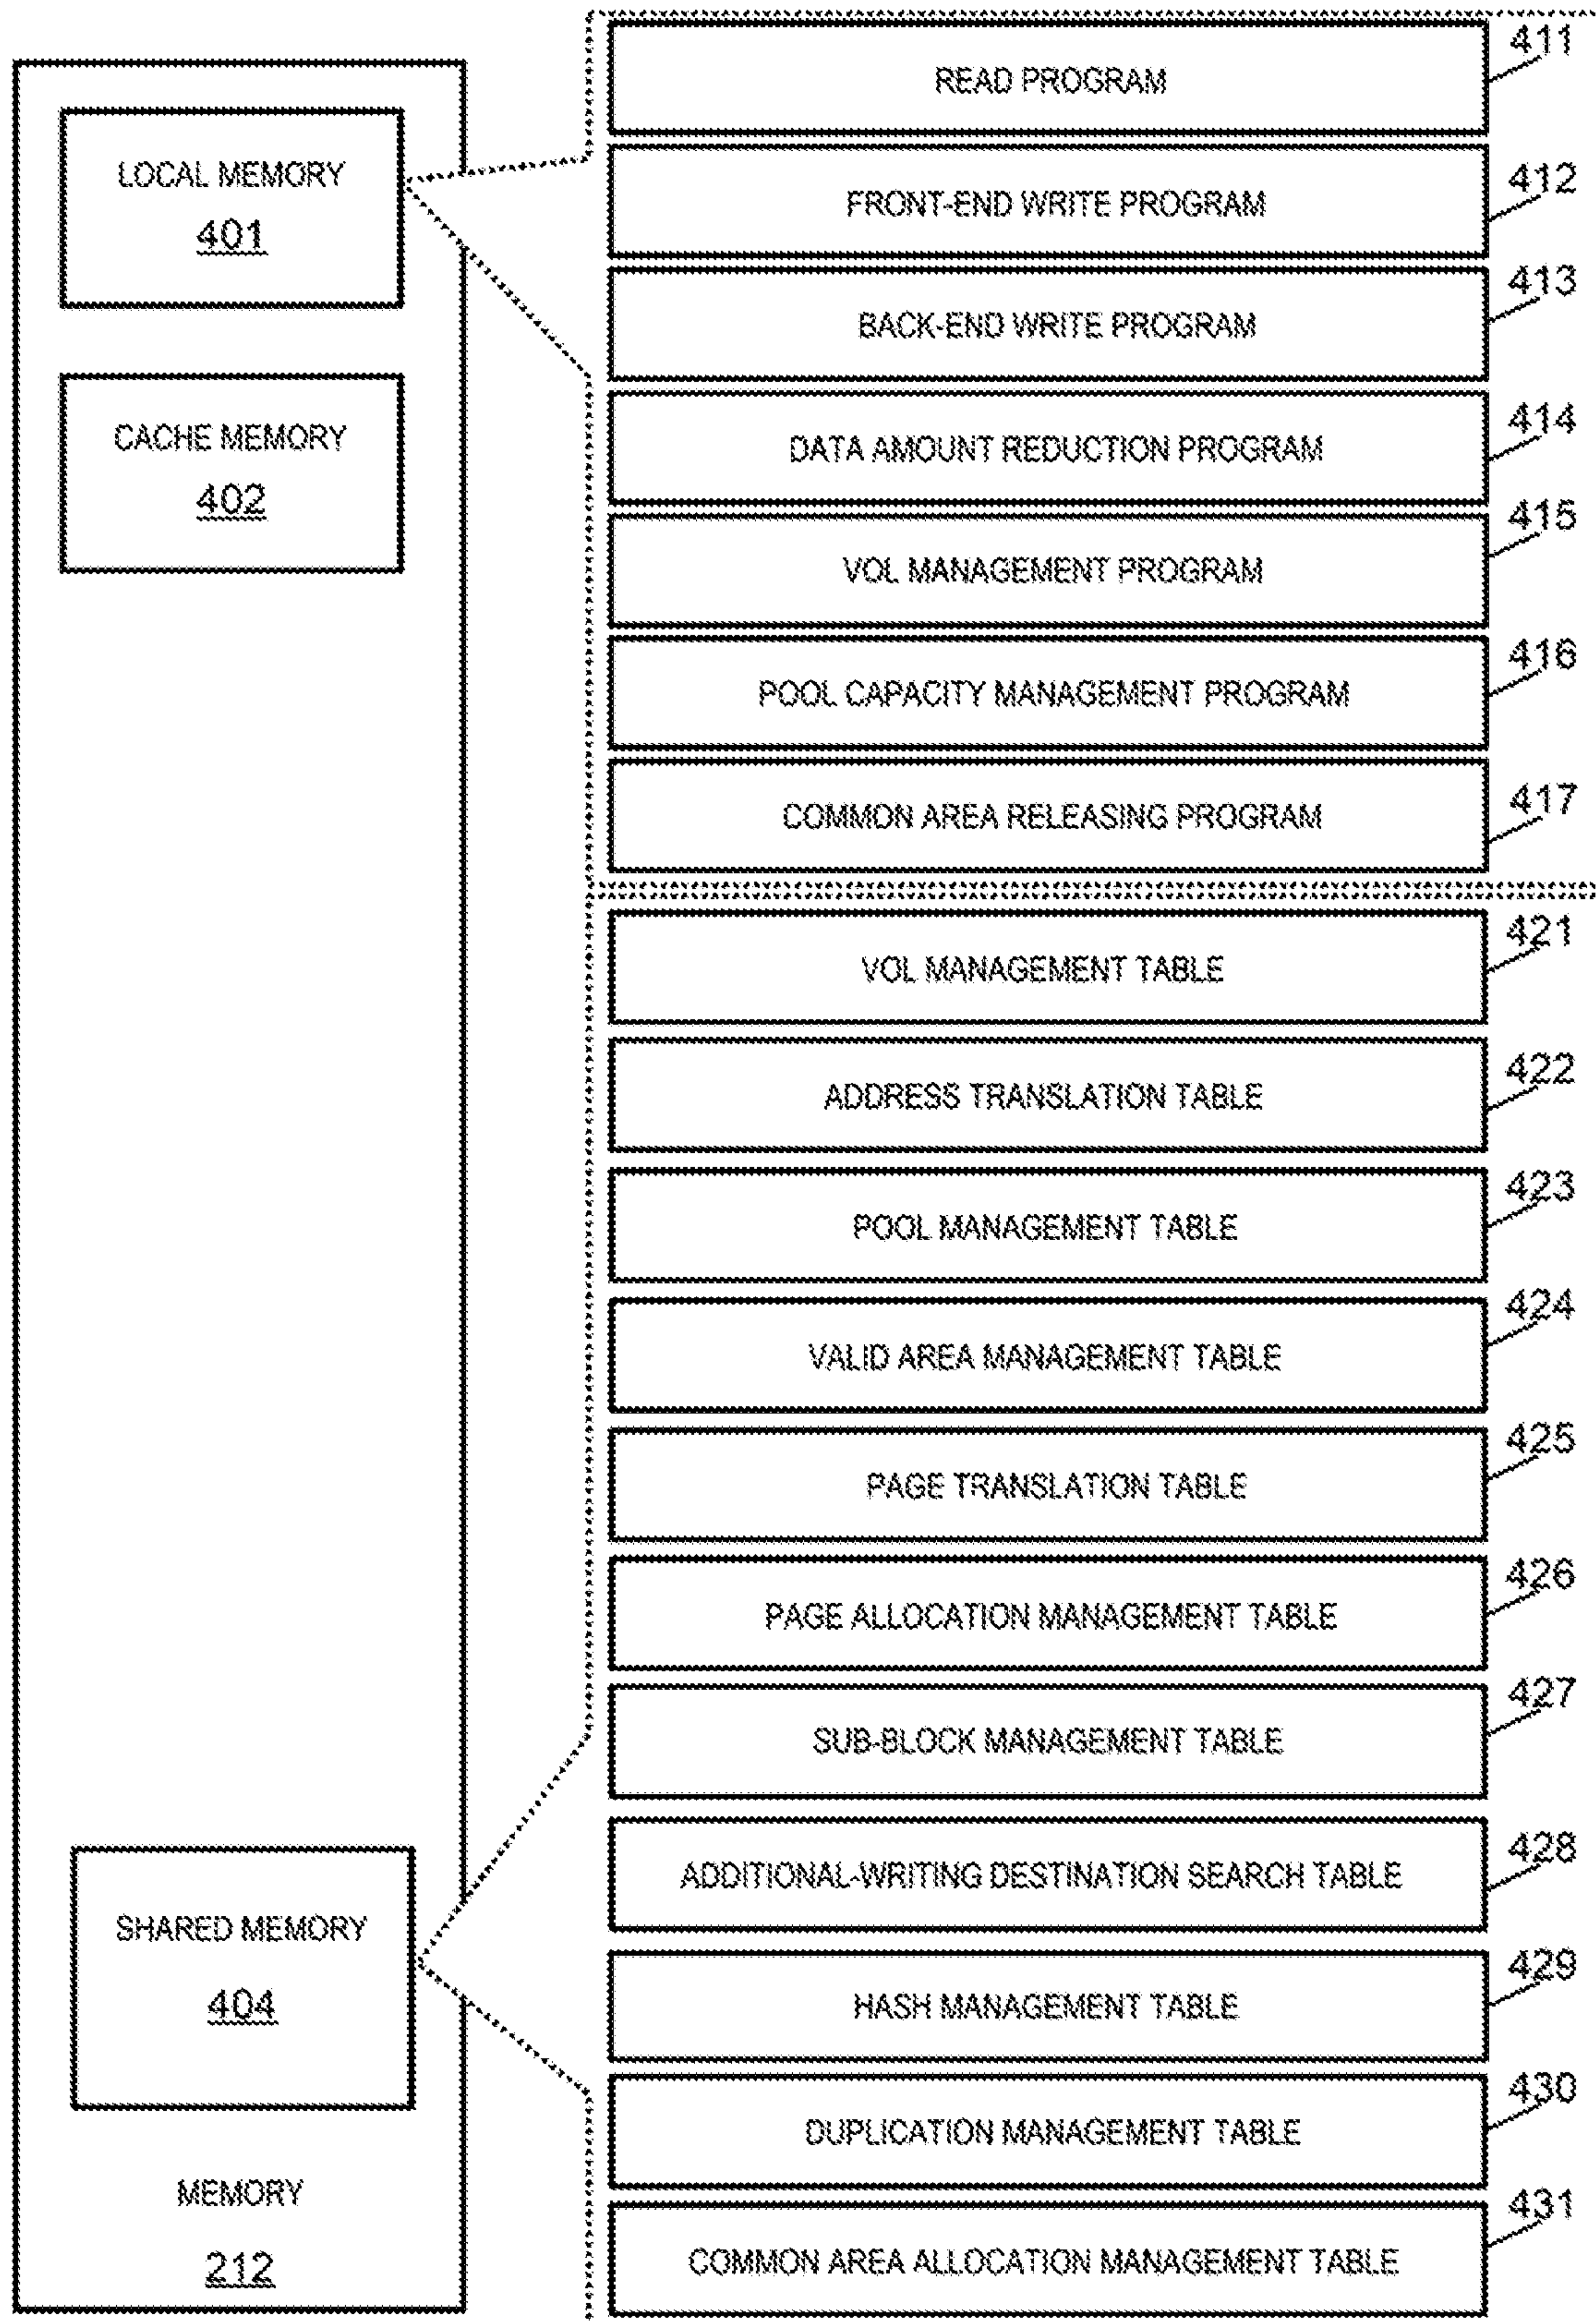 LOCAL MEMORY
401
CACHE MEMORY
402
SHARED MEMORY
404
MEMORY
212
READ PROGRAM
411
FRONT-END WRITE PROGRAM
412
BACK-END WRITE PROGRAM
413
DATA AMOUNT REDUCTION PROGRAM
414
VOL MANAGEMENT PROGRAM
415
POOL CAPACITY MANAGEMENT PROGRAM
416
COMMON AREA RELEASING PROGRAM
417
VOL MANAGEMENT TABLE
421
ADDRESS TRANSLATION TABLE
422
POOL MANAGEMENT TABLE
423
VALID AREA MANAGEMENT TABLE
424
PAGE TRANSLATION TABLE
425
PAGE ALLOCATION MANAGEMENT TABLE
426
SUB-BLOCK MANAGEMENT TABLE
427
ADDITIONAL-WRITING DESTINATION SEARCH TABLE
428
HASH MANAGEMENT TABLE
429
DUPLICATION MANAGEMENT TABLE
430
COMMON AREA ALLOCATION MANAGEMENT TABLE
431